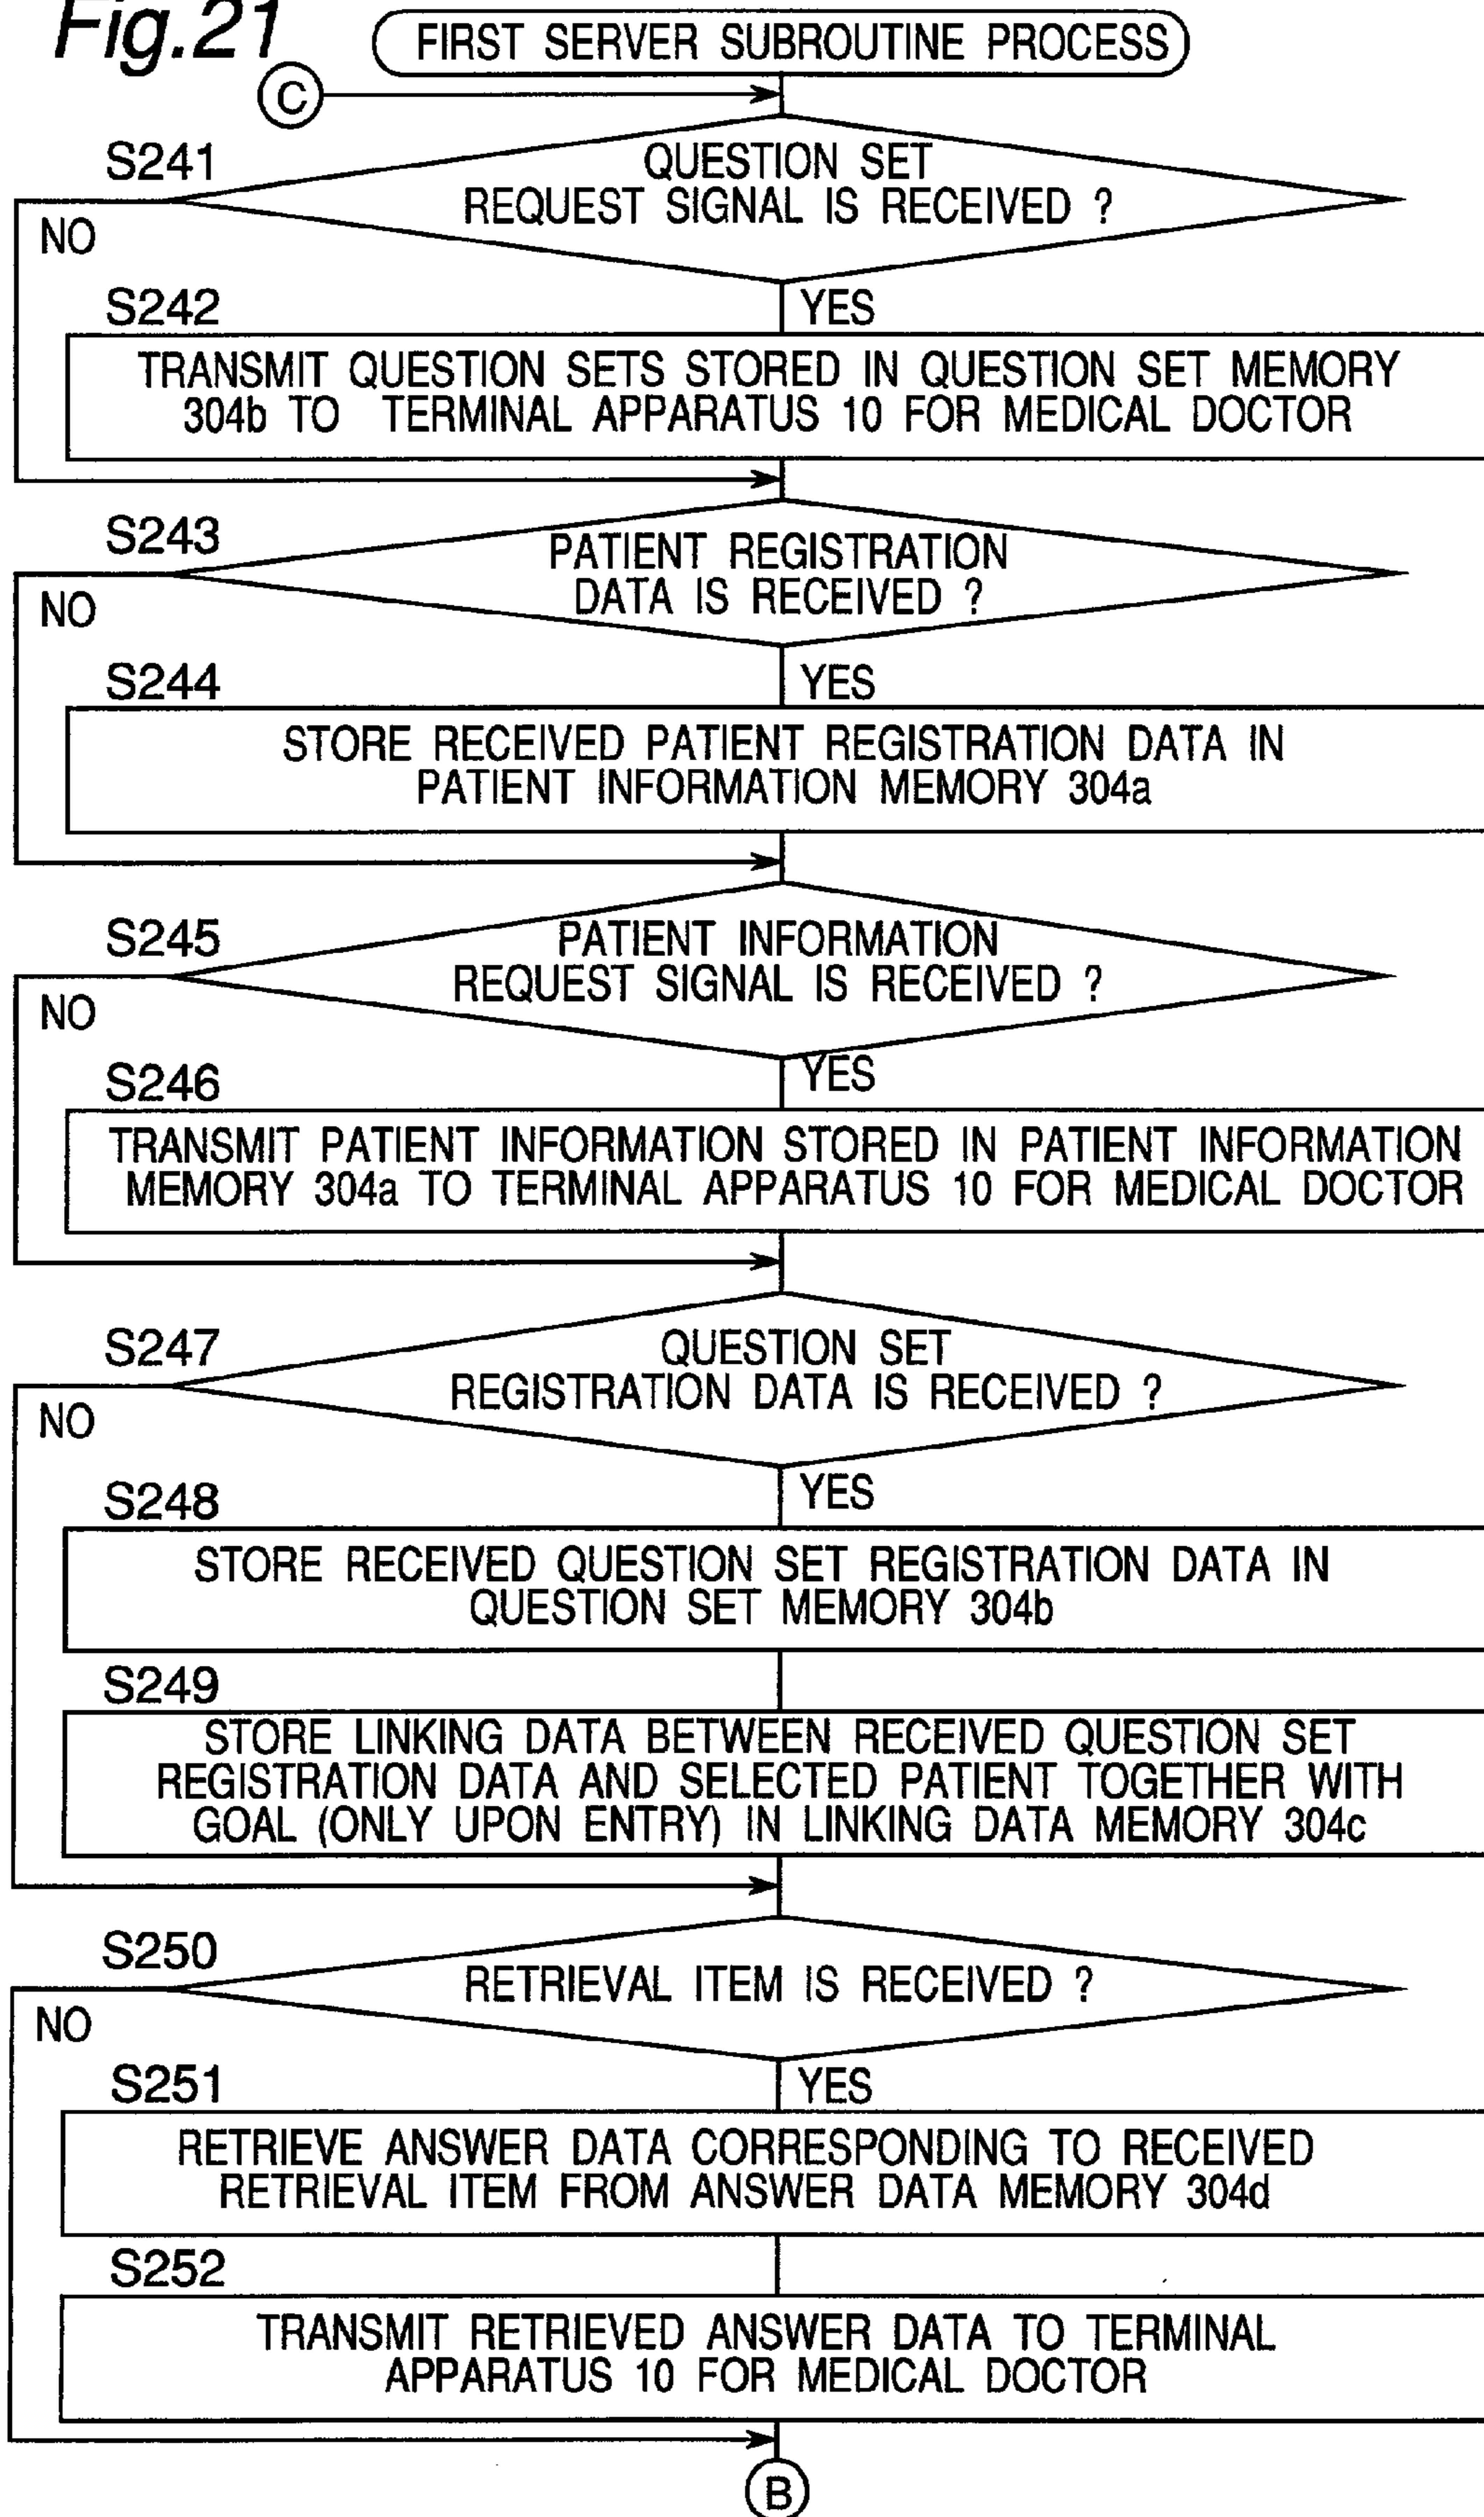 Fig.21
FIRST SERVER SUBROUTINE PROCESS
C
S241
QUESTION SET
REQUEST SIGNAL IS RECEIVED ?
NO
YES
S242
TRANSMIT QUESTION SETS STORED IN QUESTION SET MEMORY
304b TO TERMINAL APPARATUS 10 FOR MEDICAL DOCTOR
S243
PATIENT REGISTRATION
DATA IS RECEIVED ?
NO
YES
S244
STORE RECEIVED PATIENT REGISTRATION DATA IN
PATIENT INFORMATION MEMORY 304a
S245
PATIENT INFORMATION
REQUEST SIGNAL IS RECEIVED ?
NO
YES
S246
TRANSMIT PATIENT INFORMATION STORED IN PATIENT INFORMATION
MEMORY 304a TO TERMINAL APPARATUS 10 FOR MEDICAL DOCTOR
S247
QUESTION SET
REGISTRATION DATA IS RECEIVED ?
NO
YES
S248
STORE RECEIVED QUESTION SET REGISTRATION DATA IN
QUESTION SET MEMORY 304b
S249
STORE LINKING DATA BETWEEN RECEIVED QUESTION SET
REGISTRATION DATA AND SELECTED PATIENT TOGETHER WITH
GOAL (ONLY UPON ENTRY) IN LINKING DATA MEMORY 304c
S250
RETRIEVAL ITEM IS RECEIVED ?
NO
YES
S251
RETRIEVE ANSWER DATA CORRESPONDING TO RECEIVED
RETRIEVAL ITEM FROM ANSWER DATA MEMORY 304d
S252
TRANSMIT RETRIEVED ANSWER DATA TO TERMINAL
APPARATUS 10 FOR MEDICAL DOCTOR
B